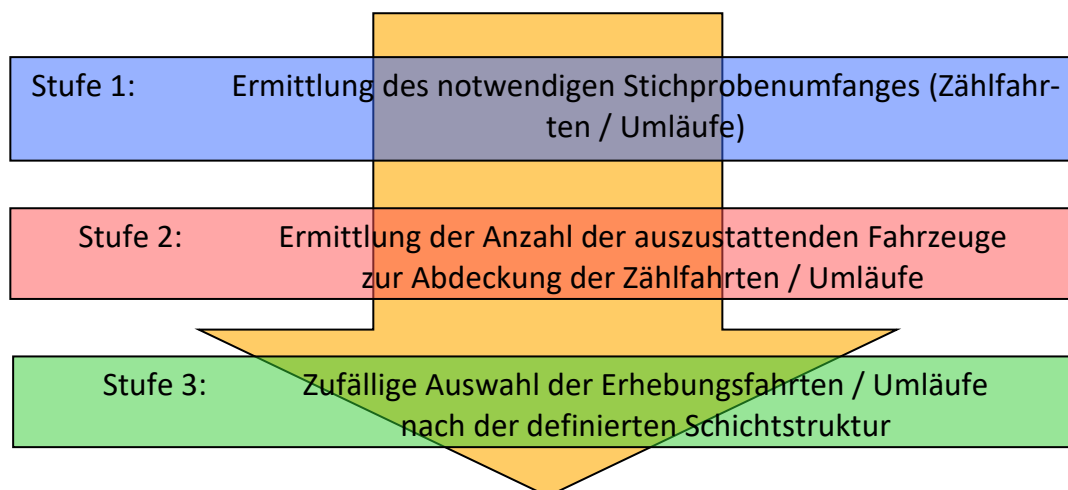 Stufe 1: Ermittlung des notwendigen Stichprobenumfanges (Zählfahr-
ten / Umläufe)
Stufe 2: Ermittlung der Anzahl der auszustattenden Fahrzeuge
zur Abdeckung der Zählfahrten / Umläufe
Stufe 3: Zufällige Auswahl der Erhebungsfahrten / Umläufe
nach der definierten Schichtstruktur